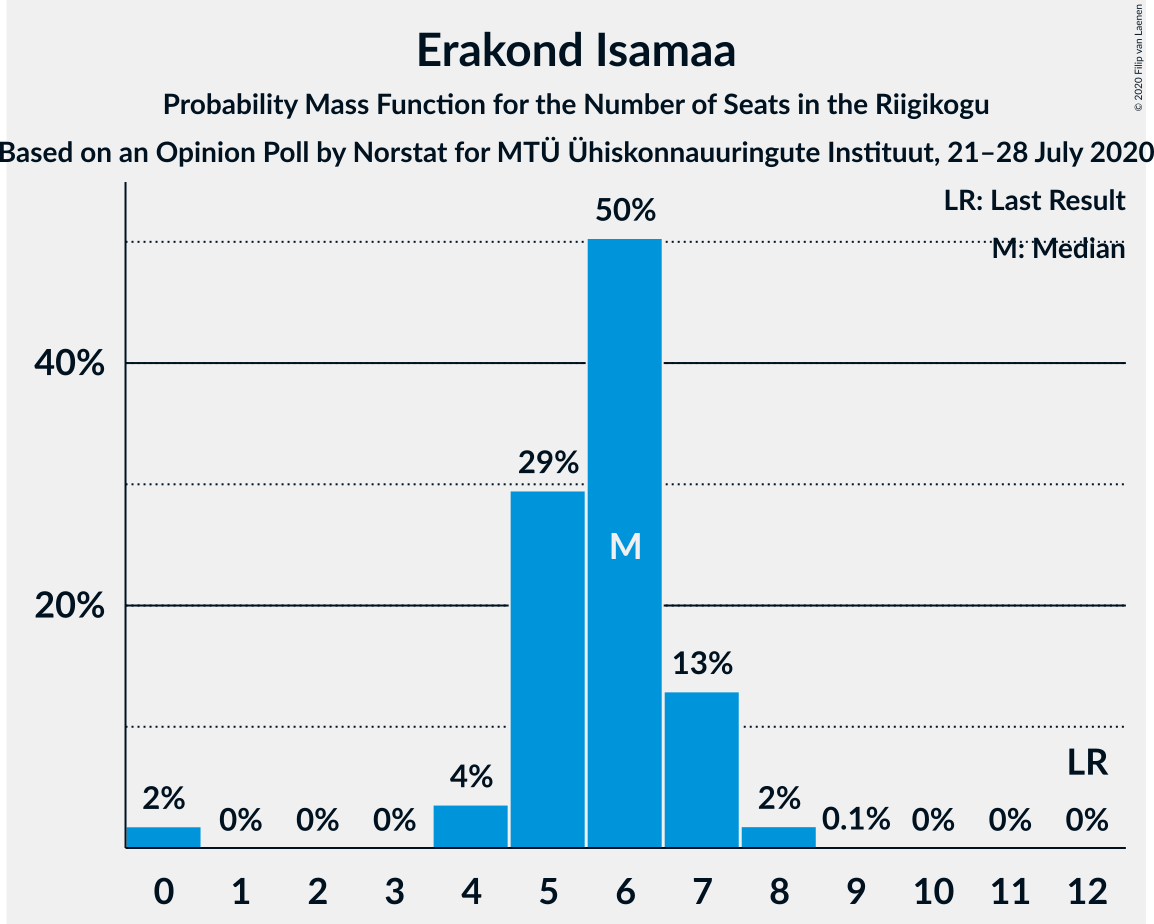 Erakond Isamaa
Probability Mass Function for the Number of Seats in the Riigikogu
Based on an Opinion Poll by Norstat for MTÜ Ühiskonnauuringute Instituut, 21–28 July 2020
© 2020 Filip van Laenen
LR: Last Result
M: Median
50%
40%
29%
M
20%
13%
LR
2% 0% 0% 0% 4% 2% 0.1% 0% 0% 0%
0 1 2 3 4 5 6 7 8 9 10 11 12